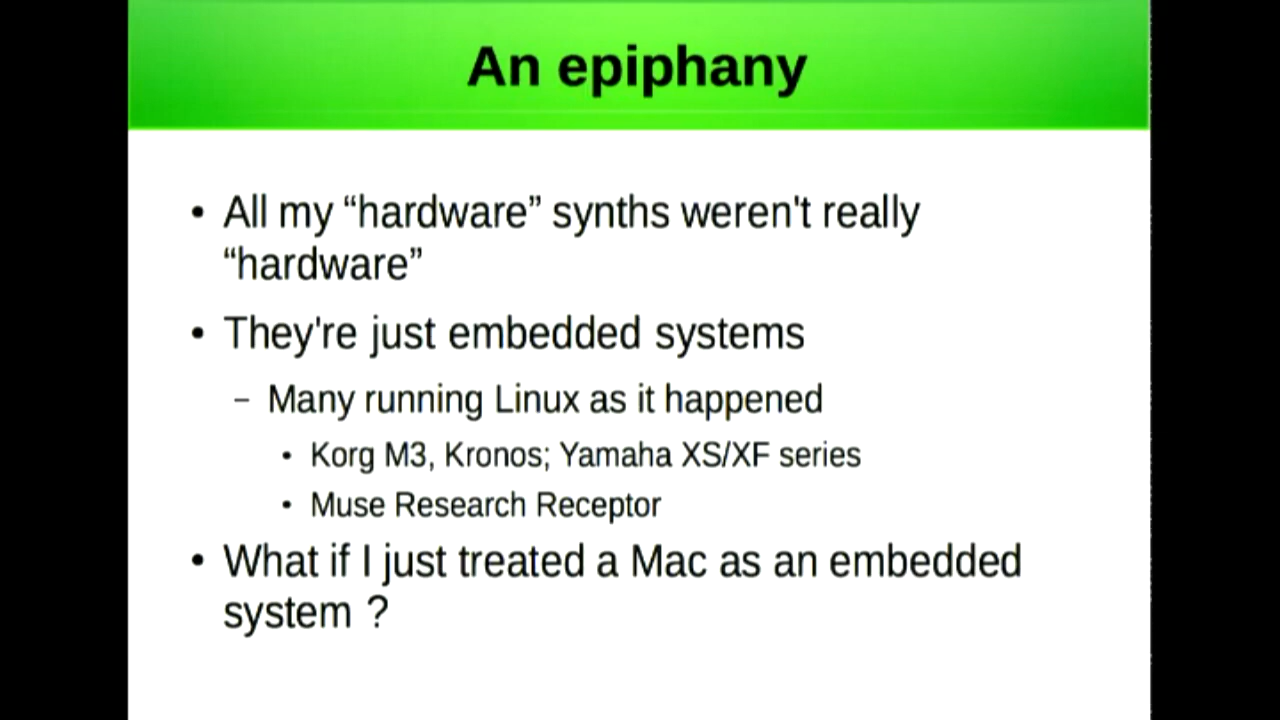 An epiphany
• All my “hardware” synths weren't really
“hardware”
• They're just embedded systems
– Many running Linux as it happened
• Korg M3, Kronos; Yamaha XS/XF series
• Muse Research Receptor
• What if I just treated a Mac as an embedded
system ?